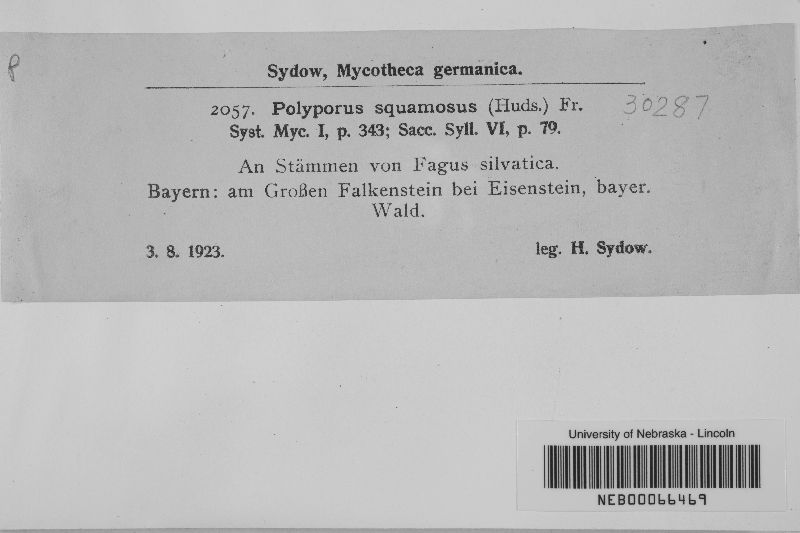 P
Sydow, Mycotheca germanica.
2057. Polyporus squamosus (Huds.) Fr. 30287
Syst. Myc. I, p. 343; Sacc. Syll. VI, p. 79.
An Stämmen von Fagus silvatica.
Bayern: am Großen Falkenstein bei Eisenstein, bayer.
Wald.
3. 8. 1923. leg. H. Sydow.
University of Nebraska - Lincoln
NEB00066469